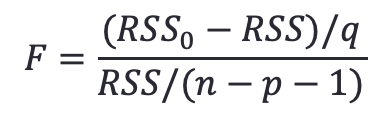 F = (RSS₀ − RSS)/q / RSS/(n − p − 1)